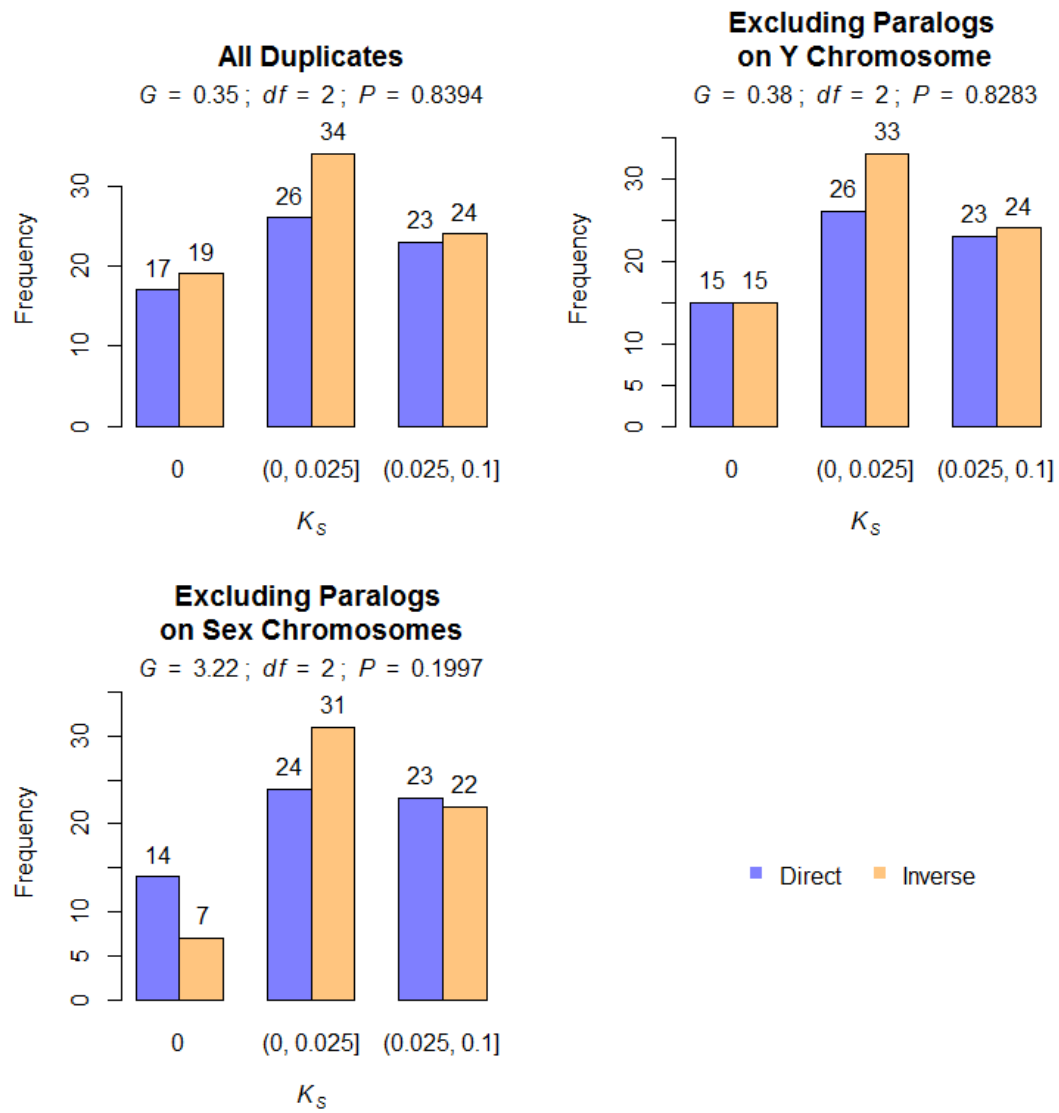 All Duplicates
G = 0.35 ; df = 2 ; P = 0.8394
34
26
23
24
17
19
Frequency
0
10
20
30
0
(0, 0.025]
(0.025, 0.1]
K_S
Excluding Paralogs
on Y Chromosome
G = 0.38 ; df = 2 ; P = 0.8283
33
26
23
24
15
15
Frequency
0
5
10
20
30
0
(0, 0.025]
(0.025, 0.1]
K_S
Excluding Paralogs
on Sex Chromosomes
G = 3.22 ; df = 2 ; P = 0.1997
31
24
23
22
14
7
Frequency
0
5
10
20
30
0
(0, 0.025]
(0.025, 0.1]
K_S
Direct
Inverse